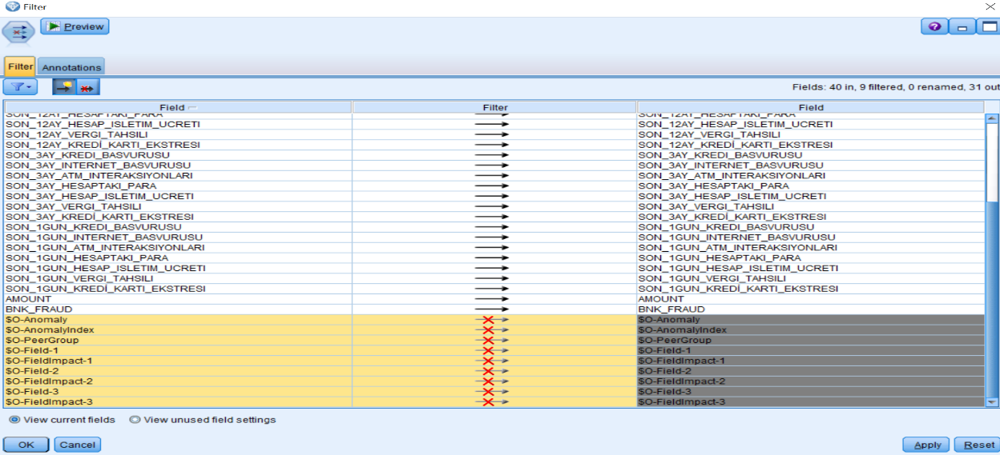 Filter
Preview
Filter Annotations
Fields: 40 in, 9 filtered, 0 renamed, 31 out
Field Filter Field
SON_12AY_HESAPTAKI_PARA SON_12AY_HESAPTAKI_PARA
SON_12AY_HESAP_ISLETIM_UCRETI SON_12AY_HESAP_ISLETIM_UCRETI
SON_12AY_VERGI_TAHSILI SON_12AY_VERGI_TAHSILI
SON_12AY_KREDİ_KARTI_EKSTRESI SON_12AY_KREDİ_KARTI_EKSTRESI
SON_3AY_KREDI_BASVURUSU SON_3AY_KREDI_BASVURUSU
SON_3AY_INTERNET_BASVURUSU SON_3AY_INTERNET_BASVURUSU
SON_3AY_ATM_INTERAKSIYONLARI SON_3AY_ATM_INTERAKSIYONLARI
SON_3AY_HESAPTAKI_PARA SON_3AY_HESAPTAKI_PARA
SON_3AY_HESAP_ISLETIM_UCRETI SON_3AY_HESAP_ISLETIM_UCRETI
SON_3AY_VERGI_TAHSILI SON_3AY_VERGI_TAHSILI
SON_3AY_KREDİ_KARTI_EKSTRESI SON_3AY_KREDİ_KARTI_EKSTRESI
SON_1GUN_KREDI_BASVURUSU SON_1GUN_KREDI_BASVURUSU
SON_1GUN_INTERNET_BASVURUSU SON_1GUN_INTERNET_BASVURUSU
SON_1GUN_ATM_INTERAKSIYONLARI SON_1GUN_ATM_INTERAKSIYONLARI
SON_1GUN_HESAPTAKI_PARA SON_1GUN_HESAPTAKI_PARA
SON_1GUN_HESAP_ISLETIM_UCRETI SON_1GUN_HESAP_ISLETIM_UCRETI
SON_1GUN_VERGI_TAHSILI SON_1GUN_VERGI_TAHSILI
SON_1GUN_KREDİ_KARTI_EKSTRESI SON_1GUN_KREDİ_KARTI_EKSTRESI
AMOUNT AMOUNT
BNK_FRAUD BNK_FRAUD
$O-Anomaly $O-Anomaly
$O-AnomalyIndex $O-AnomalyIndex
$O-PeerGroup $O-PeerGroup
$O-Field-1 $O-Field-1
$O-FieldImpact-1 $O-FieldImpact-1
$O-Field-2 $O-Field-2
$O-FieldImpact-2 $O-FieldImpact-2
$O-Field-3 $O-Field-3
$O-FieldImpact-3 $O-FieldImpact-3
View current fields View unused field settings
OK Cancel Apply Reset